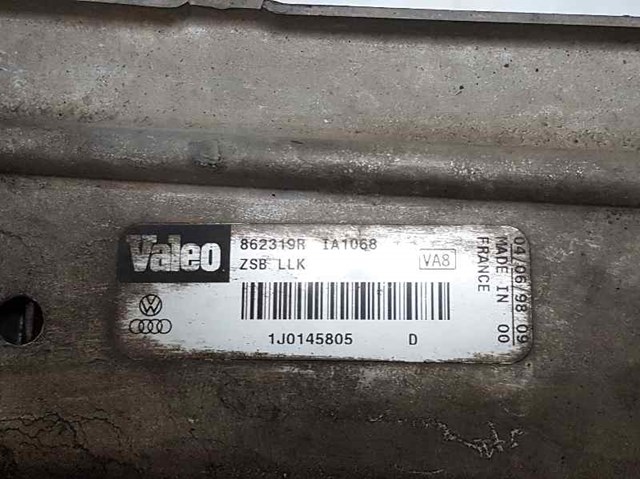 Valeo
862319R IA1068
ZSB LLK
VA8
1J0145805 D
04/06/98 09
MADE IN 00
FRANCE